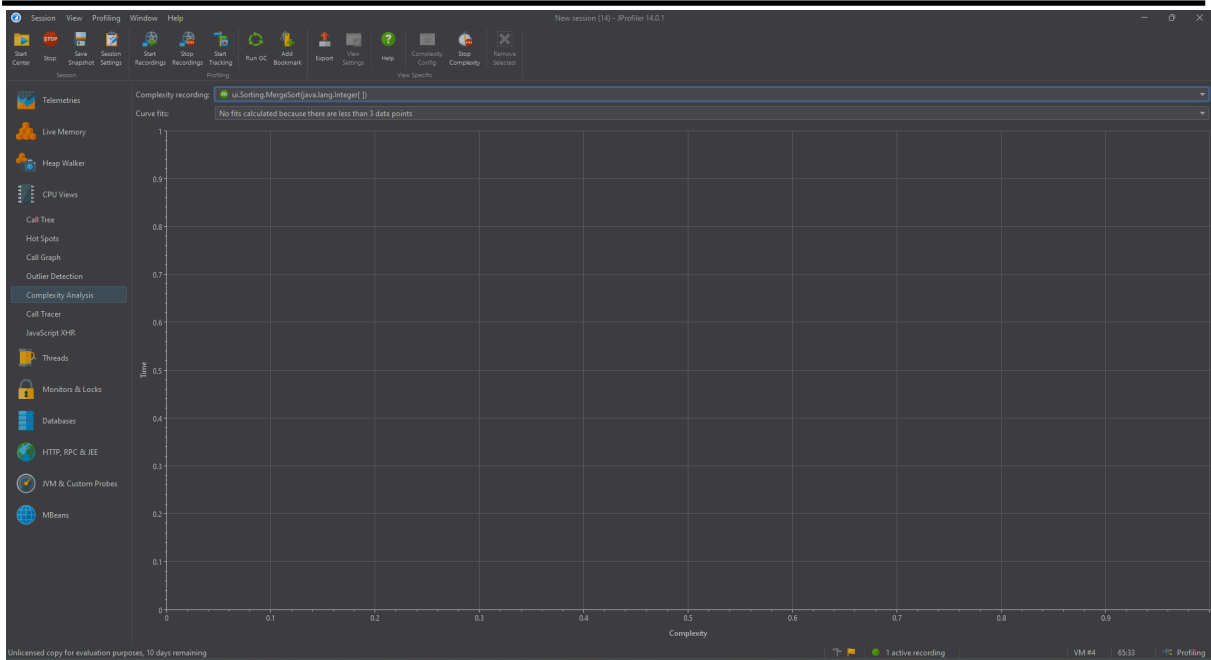 Session View Profiling Window Help
New session (14) - JProfiler 14.0.1
Start Center
STOP
Stop
Save Snapshot
Session Settings
Start Recordings
Stop Recordings
Start Tracking
Run GC
Add Bookmark
Export
View Settings
Help
Complexity Config
Stop Complexity
Remove Selected
Session
Profiling
View Specific
Telemetries
Live Memory
Heap Walker
CPU Views
Call Tree
Hot Spots
Call Graph
Outlier Detection
Complexity Analysis
Call Tracer
JavaScript XHR
Threads
Monitors & Locks
Databases
HTTP, RPC & JEE
JVM & Custom Probes
MBeans
Complexity recording: m ui.Sorting.MergeSort(java.lang.Integer[ ])
Curve fits: No fits calculated because there are less than 3 data points
1
0.9
0.8
0.7
0.6
0.5
0.4
0.3
0.2
0.1
0
Time
0 0.1 0.2 0.3 0.4 0.5 0.6 0.7 0.8 0.9
Complexity
Unlicensed copy for evaluation purposes, 10 days remaining
1 active recording
VM #4
65:33
Profiling